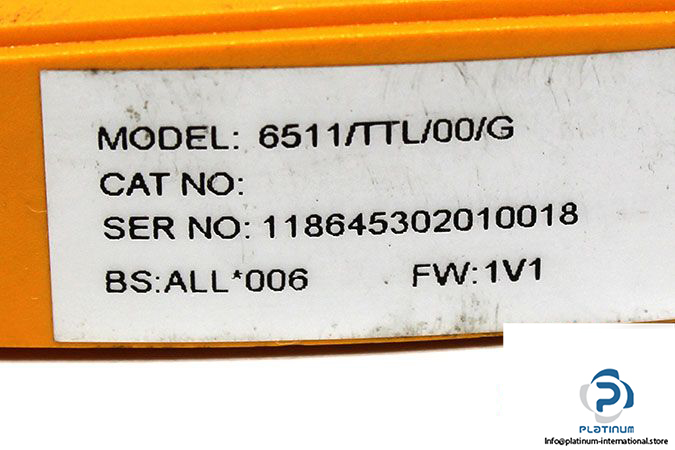 MODEL: 6511/TTL/00/G
CAT NO:
SER NO: 118645302010018
BS:ALL*006 FW:1V1
PLATINUM
Info@platinum-international.store